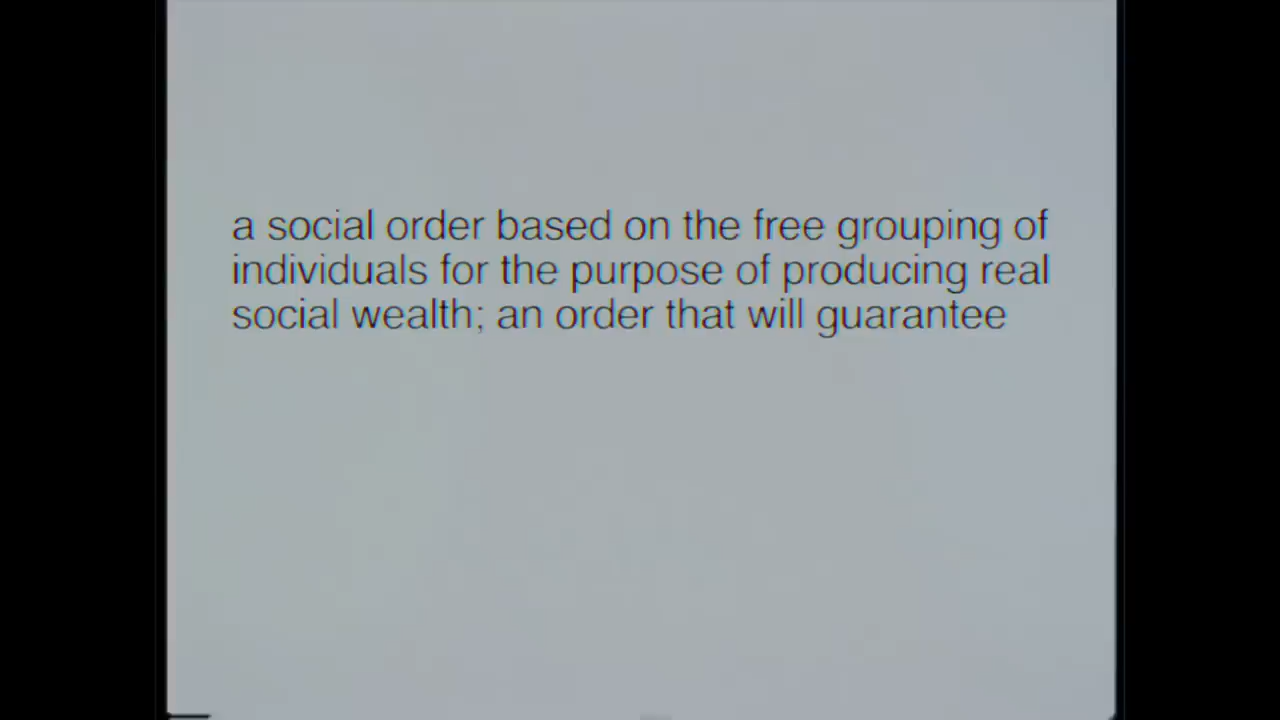 a social order based on the free grouping of
individuals for the purpose of producing real
social wealth; an order that will guarantee